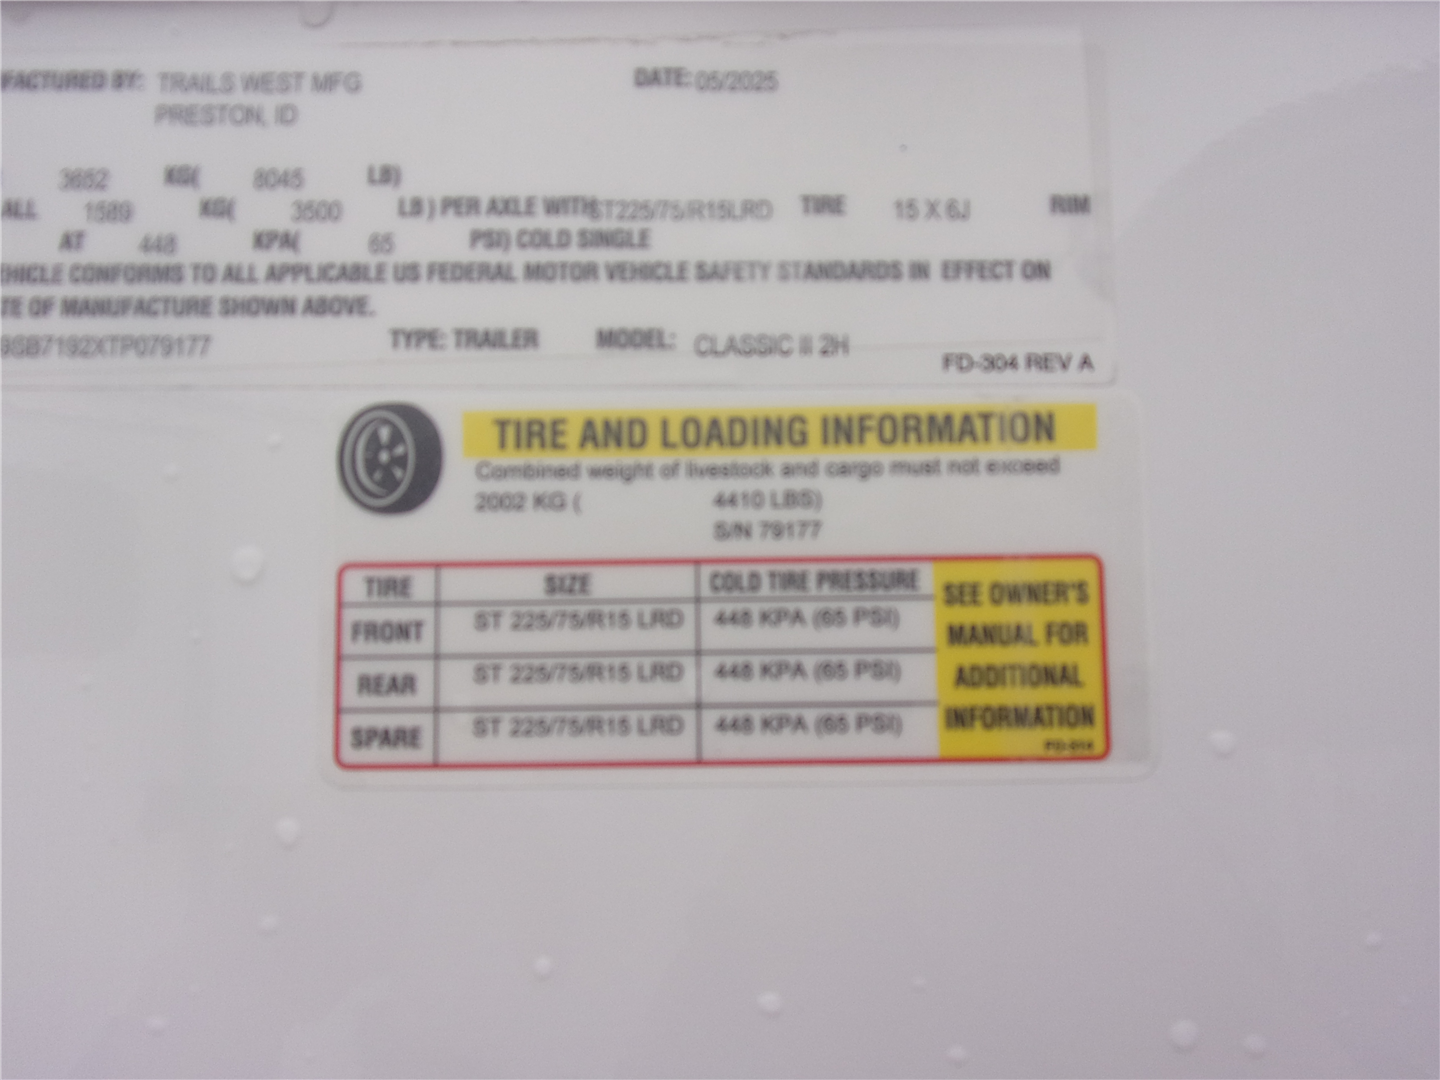 FACTURED BY: TRAILS WEST MFG DATE: 05/2025
PRESTON, ID
3652 KG( 8045 LB)
ALL 1589 KG( 3500 LB ) PER AXLE WITH ST225/75/R15LRD TIRE 15 X 6J RIM
AT 448 KPA( 65 PSI) COLD SINGLE
EHICLE CONFORMS TO ALL APPLICABLE US FEDERAL MOTOR VEHICLE SAFETY STANDARDS IN EFFECT ON
TE OF MANUFACTURE SHOWN ABOVE.
9SB7192XTP079177 TYPE: TRAILER MODEL: CLASSIC II 2H
FD-304 REV A
TIRE AND LOADING INFORMATION
Combined weight of livestock and cargo must not exceed
2002 KG ( 4410 LBS)
S/N 79177
TIRE SIZE COLD TIRE PRESSURE
FRONT ST 225/75/R15 LRD 448 KPA (65 PSI)
REAR ST 225/75/R15 LRD 448 KPA (65 PSI)
SPARE ST 225/75/R15 LRD 448 KPA (65 PSI)
SEE OWNER'S
MANUAL FOR
ADDITIONAL
INFORMATION